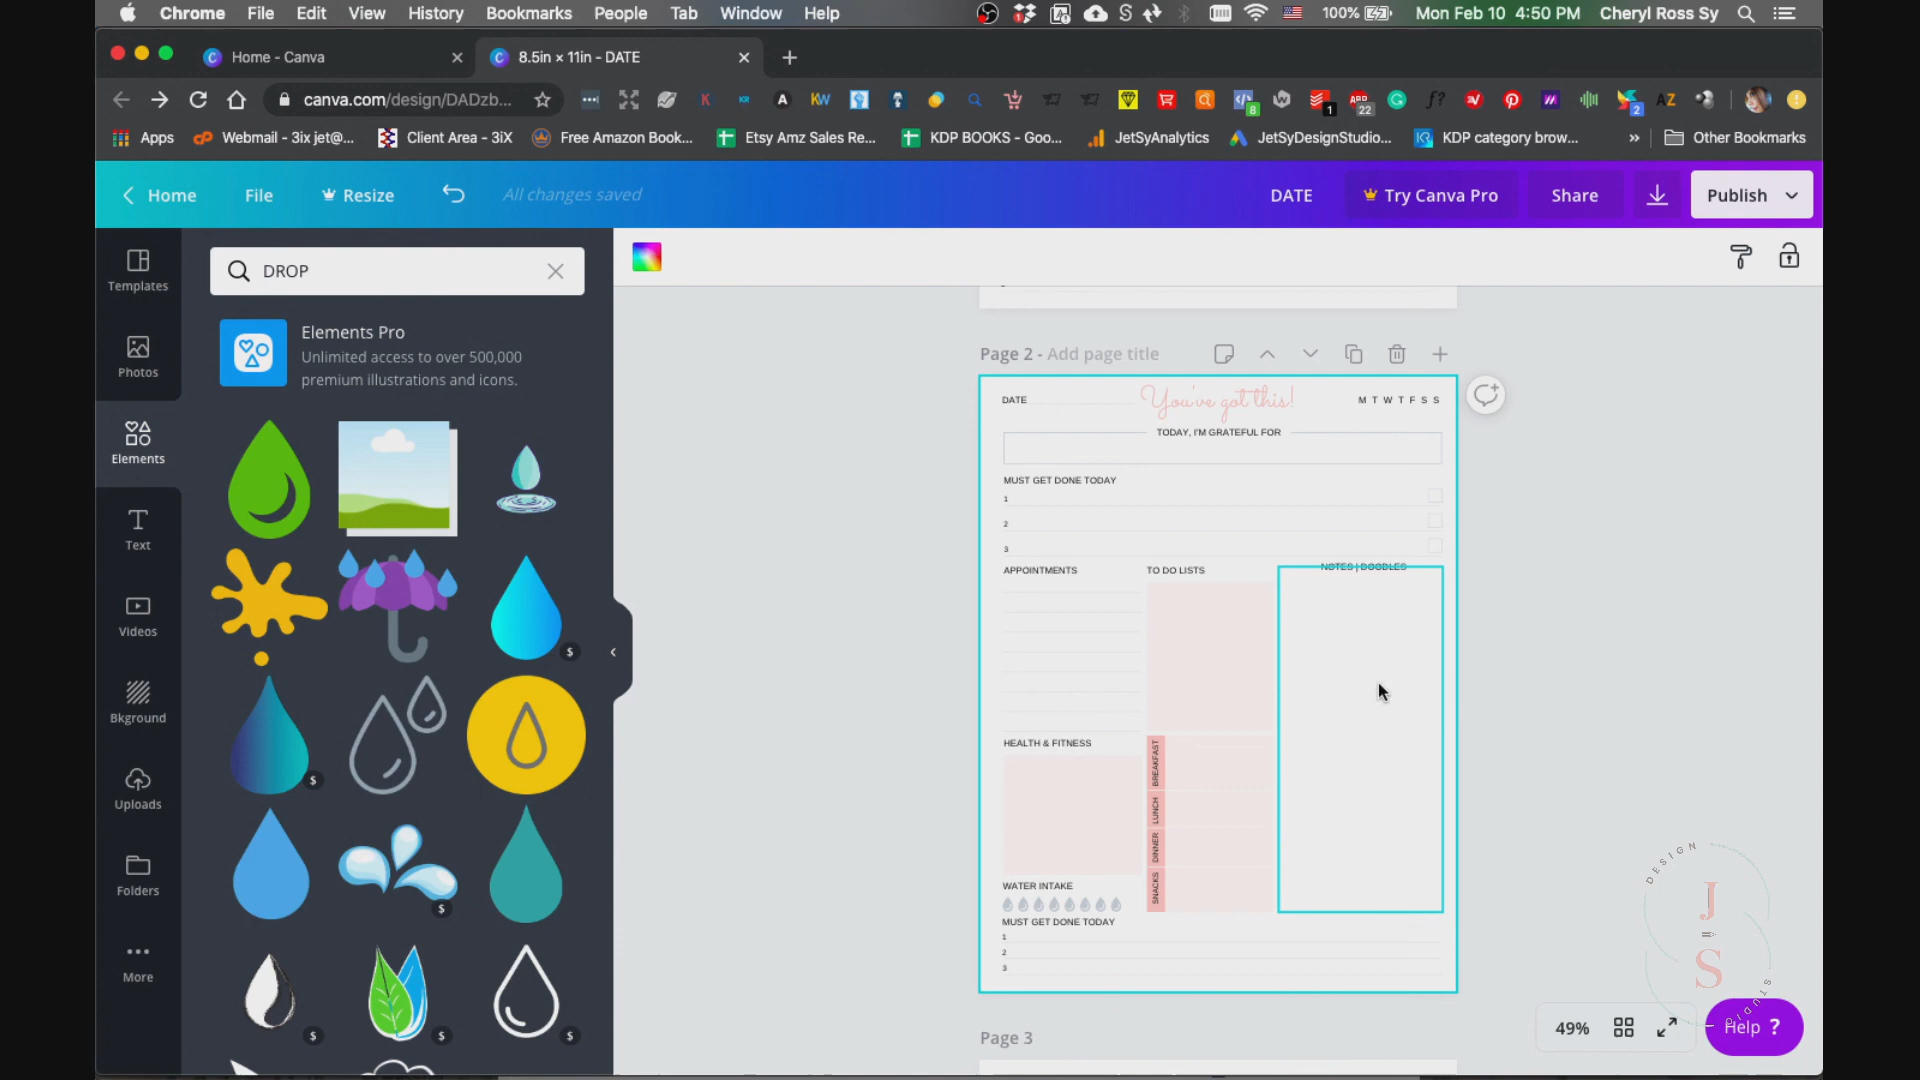 Chrome File Edit View History Bookmarks People Tab Window Help 100% Mon Feb 10 4:50 PM Cheryl Ross Sy
Home - Canva 8.5in × 11in - DATE
canva.com/design/DADzb...
Apps Webmail - 3ix jet@... Client Area - 3iX Free Amazon Book... Etsy Amz Sales Re... KDP BOOKS - Goo... JetSyAnalytics JetSyDesignStudio... KDP category brow... » Other Bookmarks
Home File Resize All changes saved DATE Try Canva Pro Share Publish
Templates
Photos
Elements
Text
Videos
Bkground
Uploads
Folders
More
DROP
Elements Pro
Unlimited access to over 500,000
premium illustrations and icons.
Page 2 - Add page title
DATE You've got this! M T W T F S S
TODAY, I'M GRATEFUL FOR
MUST GET DONE TODAY
1
2
3
APPOINTMENTS TO DO LISTS NOTES | DOODLES
HEALTH & FITNESS
BREAKFAST
LUNCH
DINNER
SNACKS
WATER INTAKE
MUST GET DONE TODAY
1
2
3
Page 3
49%
Help ?
DESIGN
J
S
STUDIO